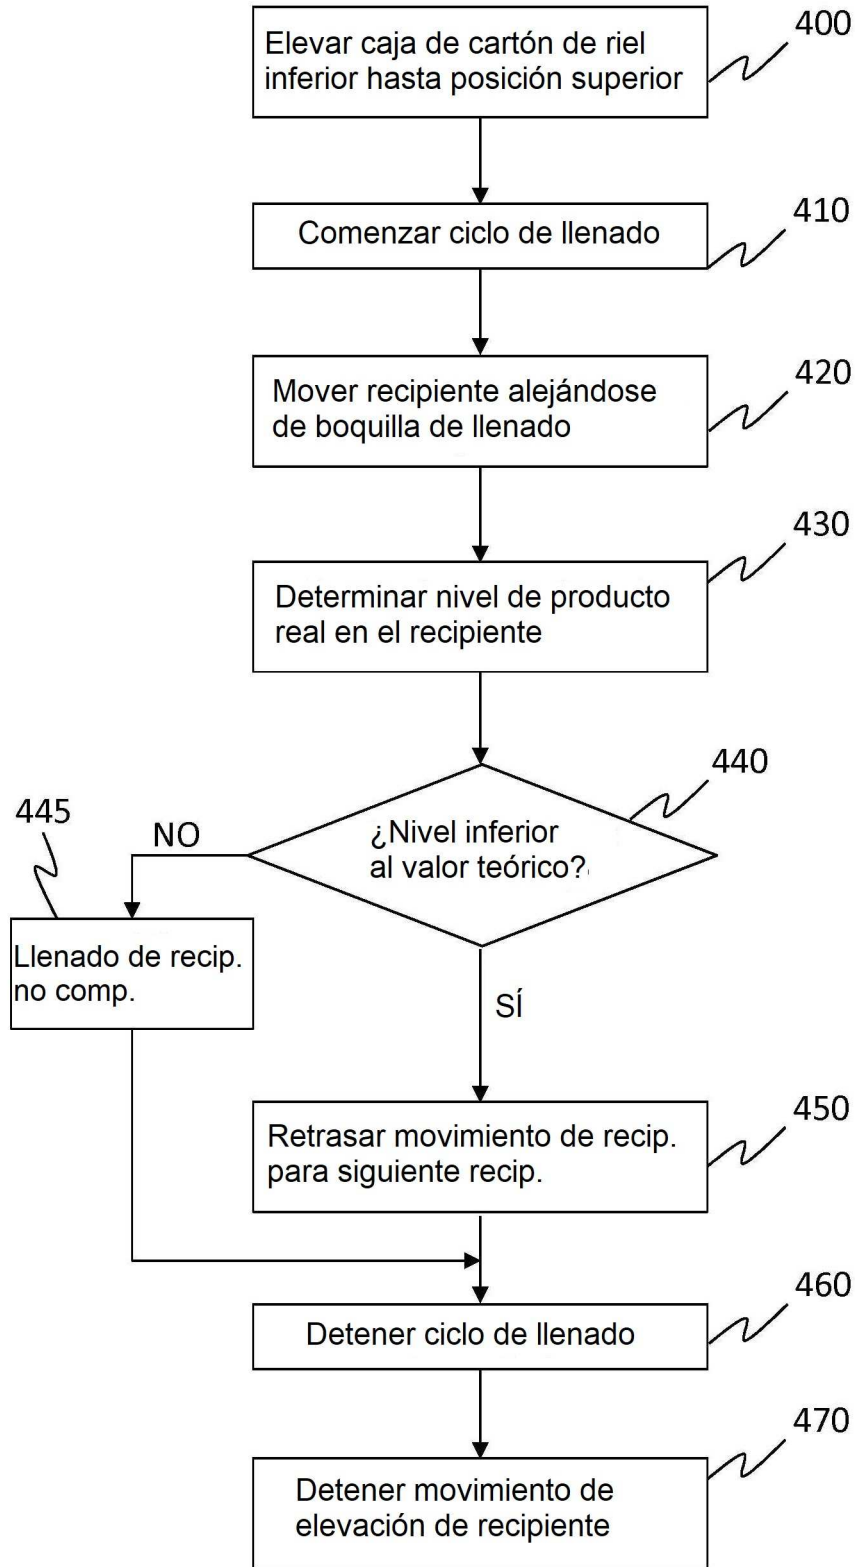 Elevar caja de cartón de riel
inferior hasta posición superior
400
Comenzar ciclo de llenado
410
Mover recipiente alejándose
de boquilla de llenado
420
Determinar nivel de producto
real en el recipiente
430
¿Nivel inferior
al valor teórico?
440
NO
445
Llenado de recip.
no comp.
SÍ
Retrasar movimiento de recip.
para siguiente recip.
450
Detener ciclo de llenado
460
Detener movimiento de
elevación de recipiente
470